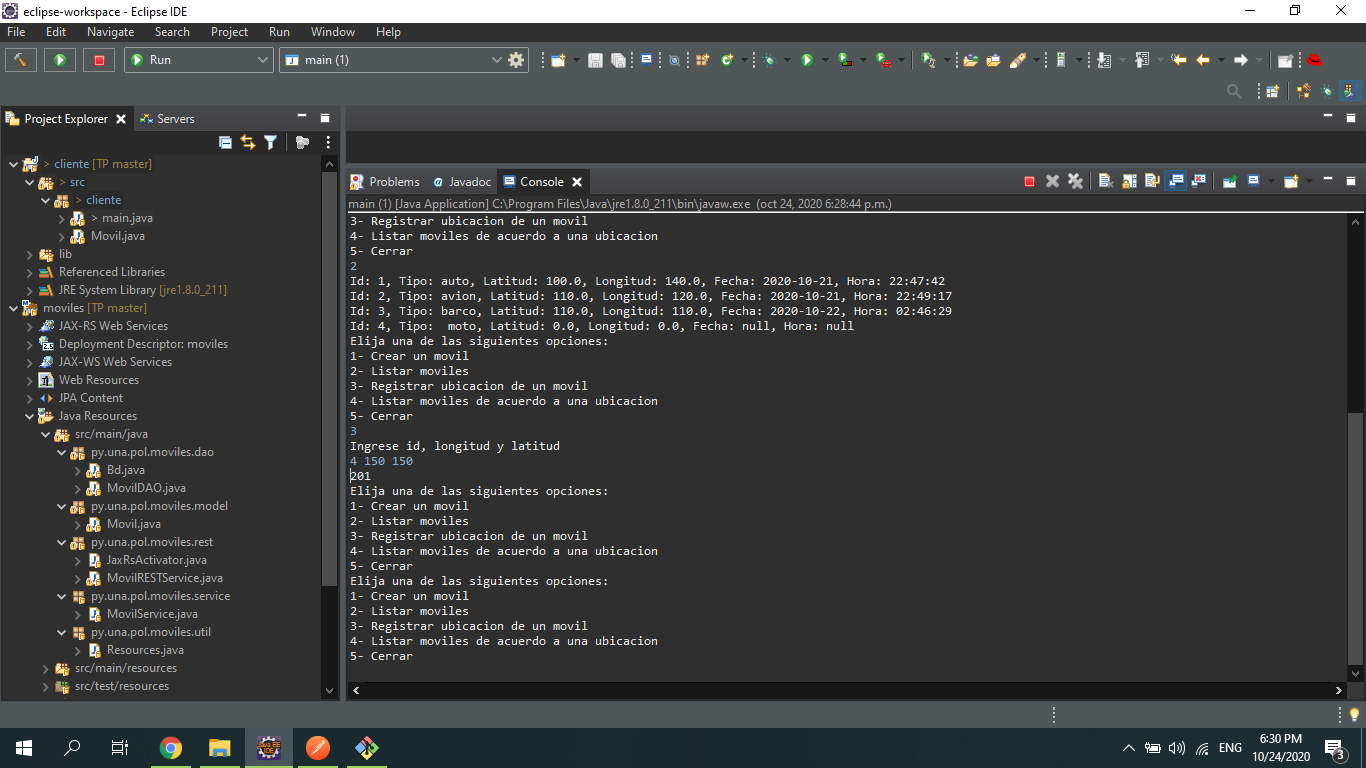 eclipse-workspace - Eclipse IDE
File Edit Navigate Search Project Run Window Help
Run
main (1)
Project Explorer
Servers
> cliente [TP master]
> src
> cliente
> main.java
Movil.java
lib
Referenced Libraries
JRE System Library [jre1.8.0_211]
moviles [TP master]
JAX-RS Web Services
Deployment Descriptor: moviles
JAX-WS Web Services
Web Resources
JPA Content
Java Resources
src/main/java
py.una.pol.moviles.dao
Bd.java
MovilDAO.java
py.una.pol.moviles.model
Movil.java
py.una.pol.moviles.rest
JaxRsActivator.java
MovilRESTService.java
py.una.pol.moviles.service
MovilService.java
py.una.pol.moviles.util
Resources.java
src/main/resources
src/test/resources
Problems
@ Javadoc
Console
main (1) [Java Application] C:\Program Files\Java\jre1.8.0_211\bin\javaw.exe (oct 24, 2020 6:28:44 p.m.)
3- Registrar ubicacion de un movil
4- Listar moviles de acuerdo a una ubicacion
5- Cerrar
2
Id: 1, Tipo: auto, Latitud: 100.0, Longitud: 140.0, Fecha: 2020-10-21, Hora: 22:47:42
Id: 2, Tipo: avion, Latitud: 110.0, Longitud: 120.0, Fecha: 2020-10-21, Hora: 22:49:17
Id: 3, Tipo: barco, Latitud: 110.0, Longitud: 110.0, Fecha: 2020-10-22, Hora: 02:46:29
Id: 4, Tipo:  moto, Latitud: 0.0, Longitud: 0.0, Fecha: null, Hora: null
Elija una de las siguientes opciones:
1- Crear un movil
2- Listar moviles
3- Registrar ubicacion de un movil
4- Listar moviles de acuerdo a una ubicacion
5- Cerrar
3
Ingrese id, longitud y latitud
4 150 150
201
Elija una de las siguientes opciones:
1- Crear un movil
2- Listar moviles
3- Registrar ubicacion de un movil
4- Listar moviles de acuerdo a una ubicacion
5- Cerrar
Elija una de las siguientes opciones:
1- Crear un movil
2- Listar moviles
3- Registrar ubicacion de un movil
4- Listar moviles de acuerdo a una ubicacion
5- Cerrar
ENG
6:30 PM
10/24/2020
3